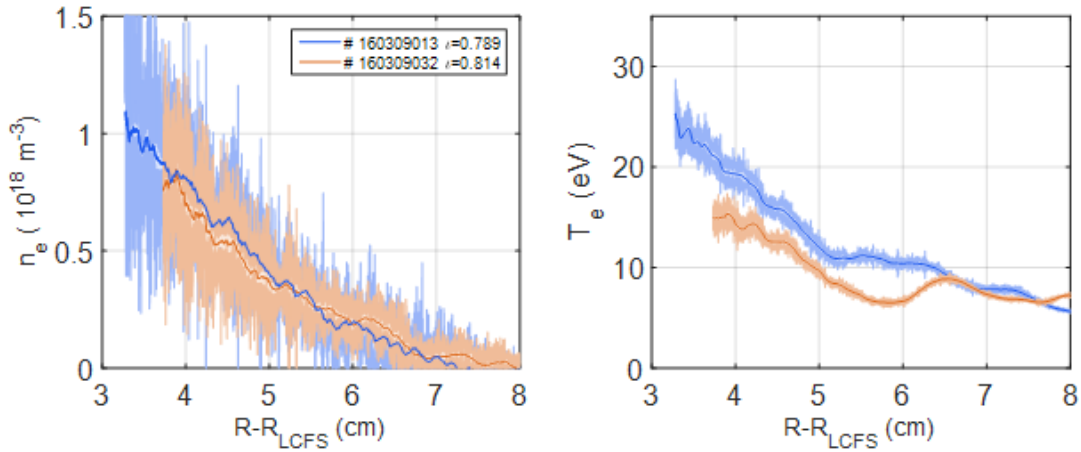 1.5
1
0.5
0
n_e ( 10^18 m^-3)
# 160309013 ι=0.789
# 160309032 ι=0.814
3 4 5 6 7 8
R-R_LCFS (cm)
30
20
10
0
T_e (eV)
3 4 5 6 7 8
R-R_LCFS (cm)